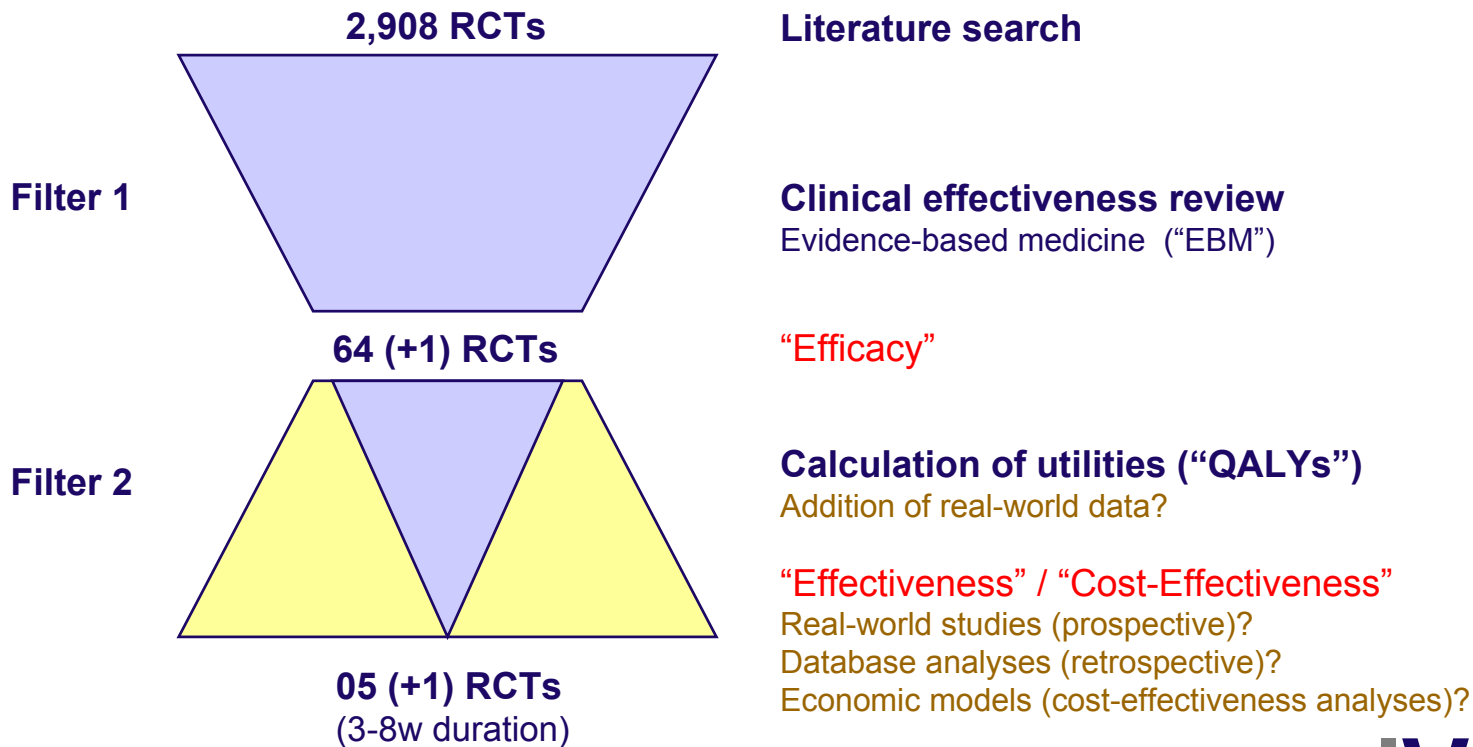 2,908 RCTs
Literature search
Filter 1
Clinical effectiveness review
Evidence-based medicine (“EBM”)
64 (+1) RCTs
“Efficacy”
Filter 2
Calculation of utilities (“QALYs”)
Addition of real-world data?
“Effectiveness” / “Cost-Effectiveness”
Real-world studies (prospective)?
Database analyses (retrospective)?
Economic models (cost-effectiveness analyses)?
05 (+1) RCTs
(3-8w duration)